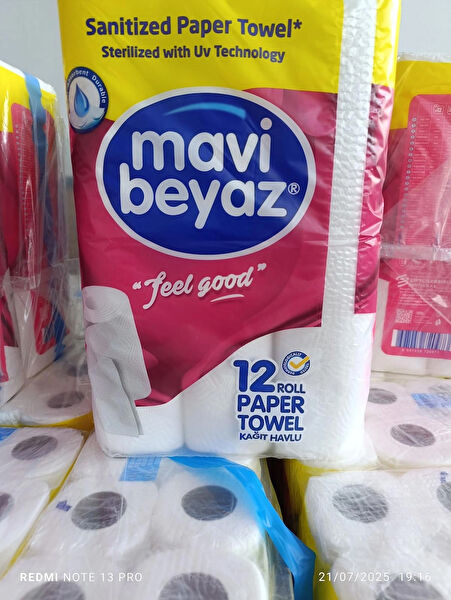 Sanitized Paper Towel*
Sterilized with Uv Technology
mavi
beyaz®
"feel good"
12 ROLL
PAPER
TOWEL
KAĞIT HAVLU
REDMI NOTE 13 PRO
21/07/2025 19:16